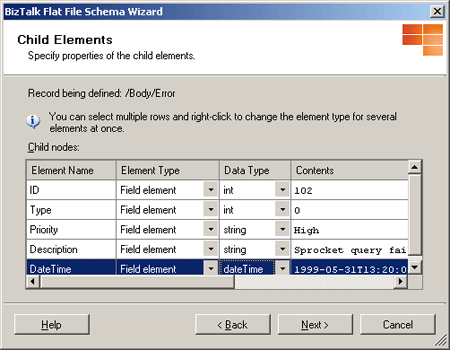 BizTalk Flat File Schema Wizard
Child Elements
Specify properties of the child elements.
Record being defined: /Body/Error
You can select multiple rows and right-click to change the element type for several
elements at once.
Child nodes:
Element Name Element Type Data Type Contents
ID Field element int 102
Type Field element int 0
Priority Field element string High
Description Field element string Sprocket query fai
DateTime Field element dateTime 1999-05-31T13:20:0
Help < Back Next > Cancel